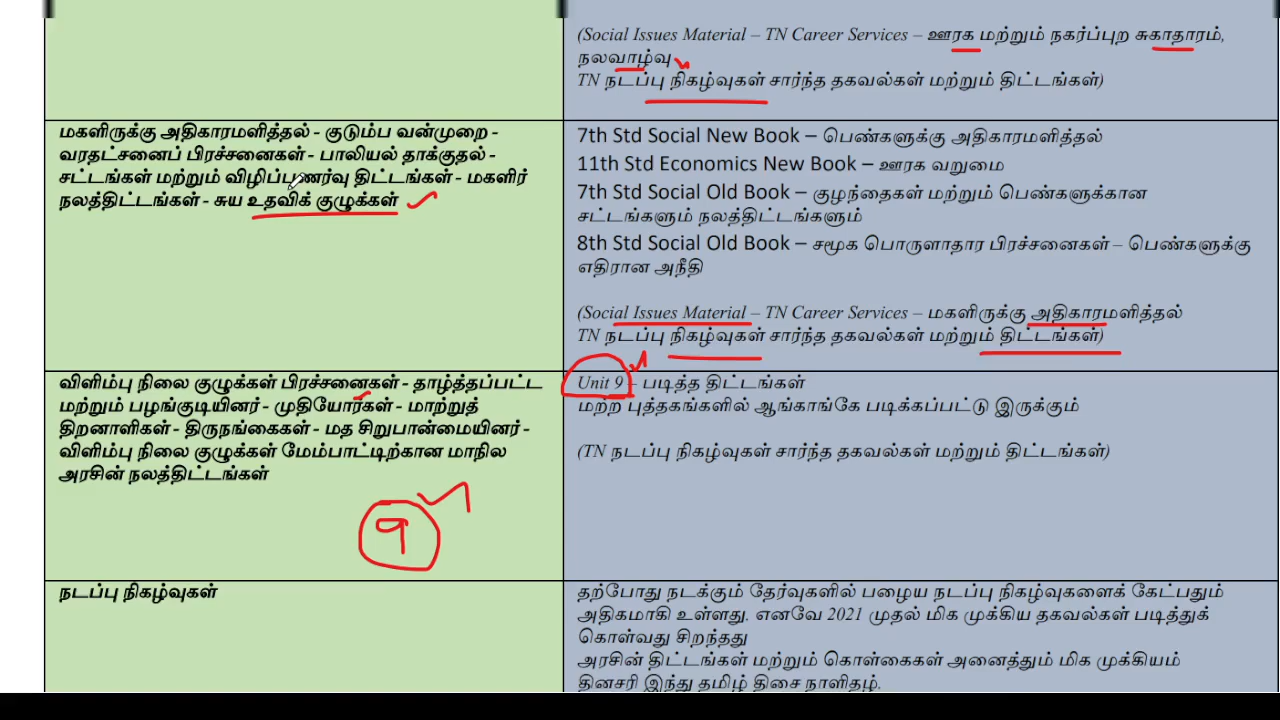 (Social Issues Material – TN Career Services – ஊரக மற்றும் நகர்ப்புற சுகாதாரம்,
நலவாழ்வு
TN நடப்பு நிகழ்வுகள் சார்ந்த தகவல்கள் மற்றும் திட்டங்கள்)
மகளிருக்கு அதிகாரமளித்தல் - குடும்ப வன்முறை -
வரதட்சனைப் பிரச்சனைகள் - பாலியல் தாக்குதல் -
சட்டங்கள் மற்றும் விழிப்புணர்வு திட்டங்கள் - மகளிர்
நலத்திட்டங்கள் - சுய உதவிக் குழுக்கள்
7th Std Social New Book – பெண்களுக்கு அதிகாரமளித்தல்
11th Std Economics New Book – ஊரக வறுமை
7th Std Social Old Book – குழந்தைகள் மற்றும் பெண்களுக்கான
சட்டங்களும் நலத்திட்டங்களும்
8th Std Social Old Book – சமூக பொருளாதார பிரச்சனைகள் – பெண்களுக்கு
எதிரான அநீதி
(Social Issues Material – TN Career Services – மகளிருக்கு அதிகாரமளித்தல்
TN நடப்பு நிகழ்வுகள் சார்ந்த தகவல்கள் மற்றும் திட்டங்கள்)
விளிம்பு நிலை குழுக்கள் பிரச்சனைகள் - தாழ்த்தப்பட்ட
மற்றும் பழங்குடியினர் - முதியோர்கள் - மாற்றுத்
திறனாளிகள் - திருநங்கைகள் - மத சிறுபான்மையினர் -
விளிம்பு நிலை குழுக்கள் மேம்பாட்டிற்கான மாநில
அரசின் நலத்திட்டங்கள்
9
Unit 9 – படித்த திட்டங்கள்
மற்ற புத்தகங்களில் ஆங்காங்கே படிக்கப்பட்டு இருக்கும்
(TN நடப்பு நிகழ்வுகள் சார்ந்த தகவல்கள் மற்றும் திட்டங்கள்)
நடப்பு நிகழ்வுகள்
தற்போது நடக்கும் தேர்வுகளில் பழைய நடப்பு நிகழ்வுகளைக் கேட்பதும்
அதிகமாகி உள்ளது. எனவே 2021 முதல் மிக முக்கிய தகவல்கள் படித்துக்
கொள்வது சிறந்தது
அரசின் திட்டங்கள் மற்றும் கொள்கைகள் அனைத்தும் மிக முக்கியம்
தினசரி இந்து தமிழ் திசை நாளிதழ்.